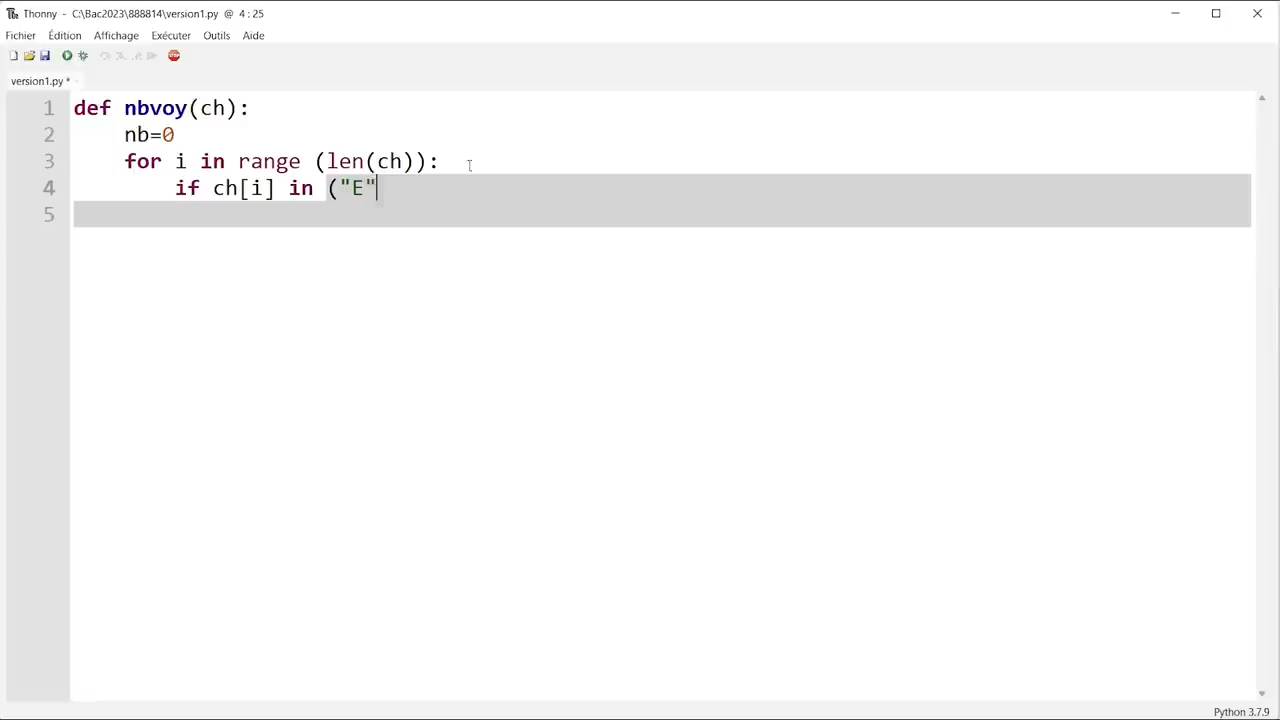 Thonny - C:\Bac2023\888814\version1.py @ 4:25
Fichier Édition Affichage Exécuter Outils Aide
STOP
version1.py *
1 def nbvoy(ch):
2     nb=0
3     for i in range (len(ch)):
4         if ch[i] in ("E"
5
Python 3.7.9